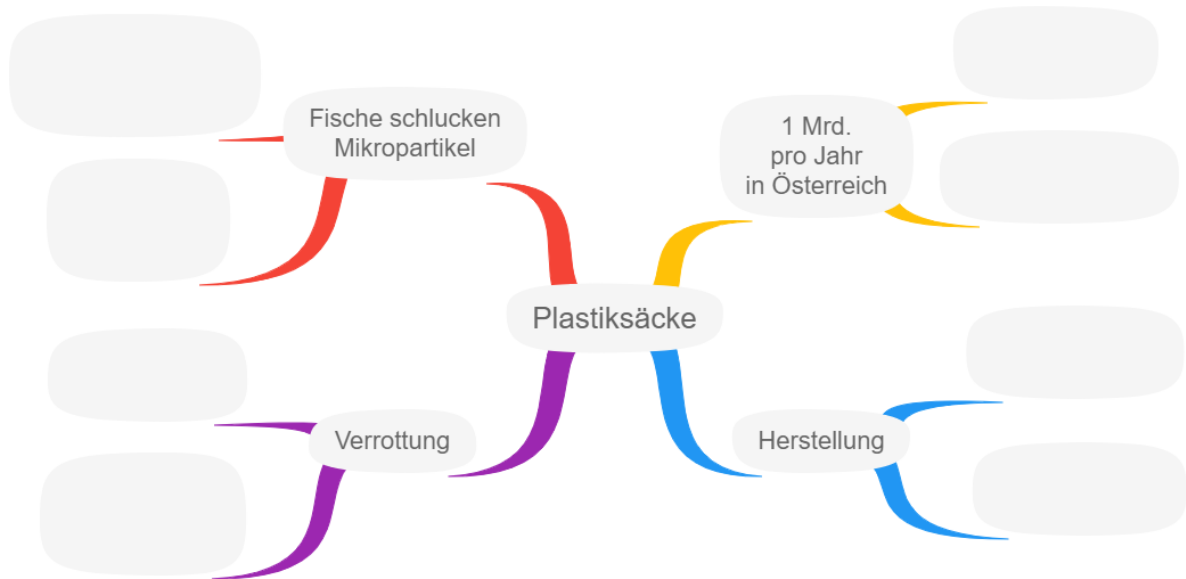 Fische schlucken
Mikropartikel
1 Mrd.
pro Jahr
in Österreich
Plastiksäcke
Verrottung
Herstellung